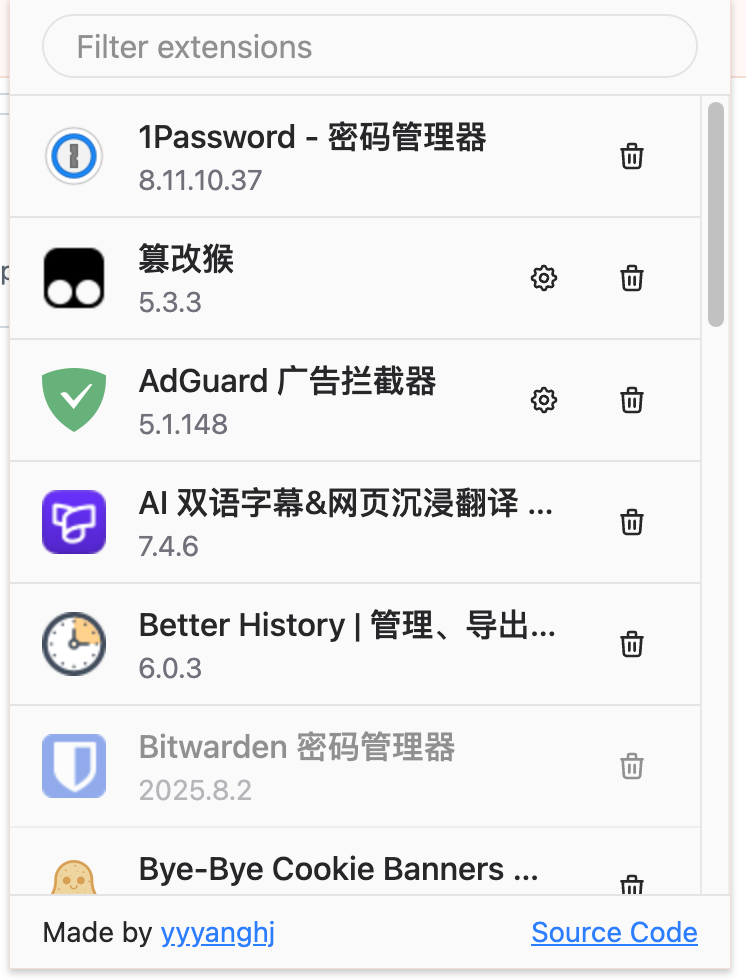 Filter extensions
1Password - 密码管理器
8.11.10.37
篡改猴
5.3.3
AdGuard 广告拦截器
5.1.148
AI 双语字幕&网页沉浸翻译 ...
7.4.6
Better History | 管理、导出...
6.0.3
Bitwarden 密码管理器
2025.8.2
Bye-Bye Cookie Banners ...
Made by yyyanghj
Source Code